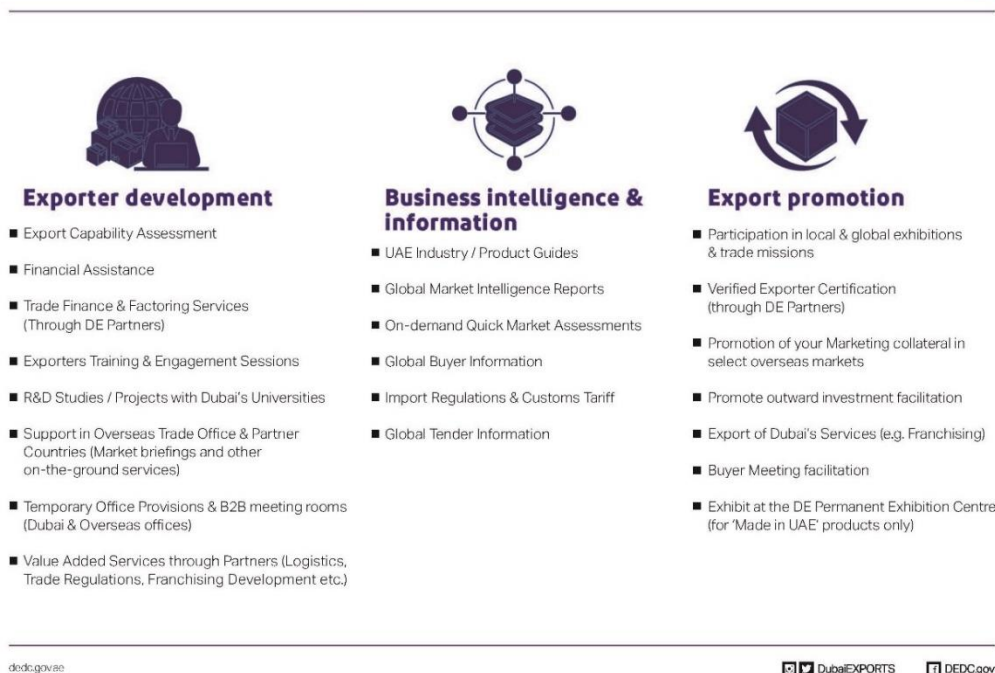 Exporter development
■ Export Capability Assessment
■ Financial Assistance
■ Trade Finance & Factoring Services
(Through DE Partners)
■ Exporters Training & Engagement Sessions
■ R&D Studies / Projects with Dubai's Universities
■ Support in Overseas Trade Office & Partner
Countries (Market briefings and other
on-the-ground services)
■ Temporary Office Provisions & B2B meeting rooms
(Dubai & Overseas offices)
■ Value Added Services through Partners (Logistics,
Trade Regulations, Franchising Development etc.)
Business intelligence &
information
■ UAE Industry / Product Guides
■ Global Market Intelligence Reports
■ On-demand Quick Market Assessments
■ Global Buyer Information
■ Import Regulations & Customs Tariff
■ Global Tender Information
Export promotion
■ Participation in local & global exhibitions
& trade missions
■ Verified Exporter Certification
(through DE Partners)
■ Promotion of your Marketing collateral in
select overseas markets
■ Promote outward investment facilitation
■ Export of Dubai's Services (e.g. Franchising)
■ Buyer Meeting facilitation
■ Exhibit at the DE Permanent Exhibition Centre
(for 'Made in UAE' products only)
dedc.gov.ae
DubaiEXPORTS
DEDC.gov